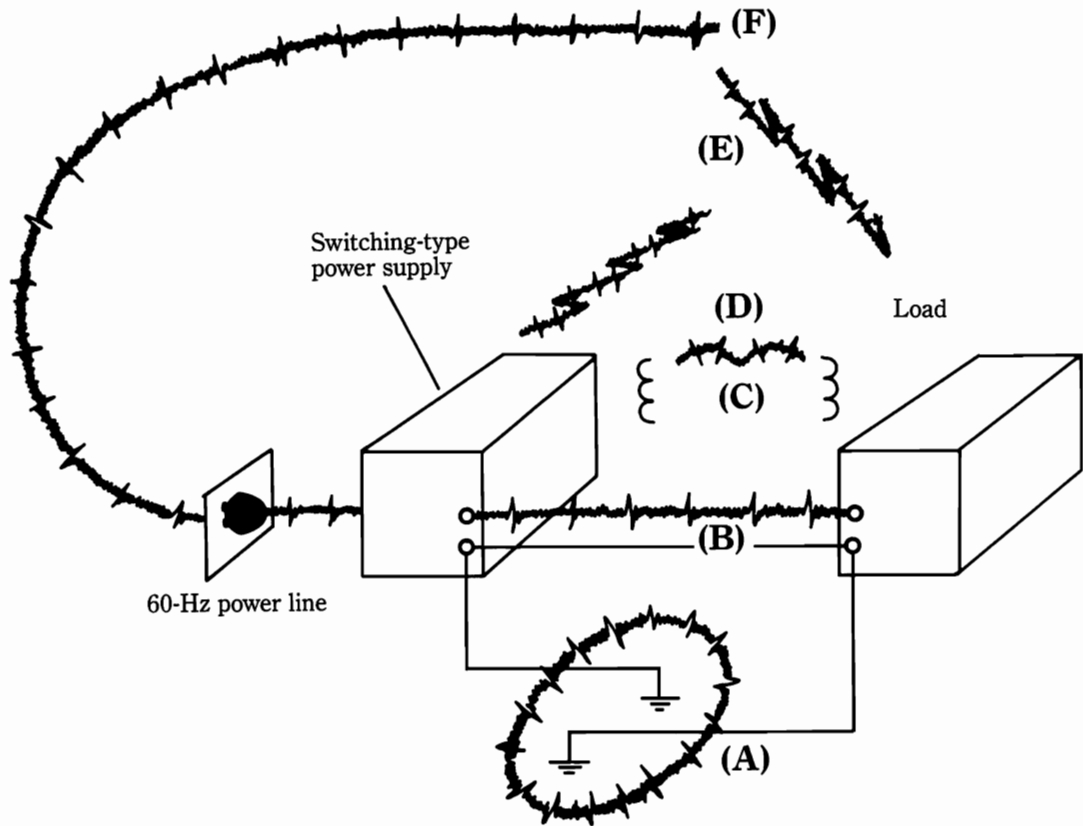 (F)
(E)
Switching-type
power supply
(D)
Load
(C)
(B)
60-Hz power line
(A)